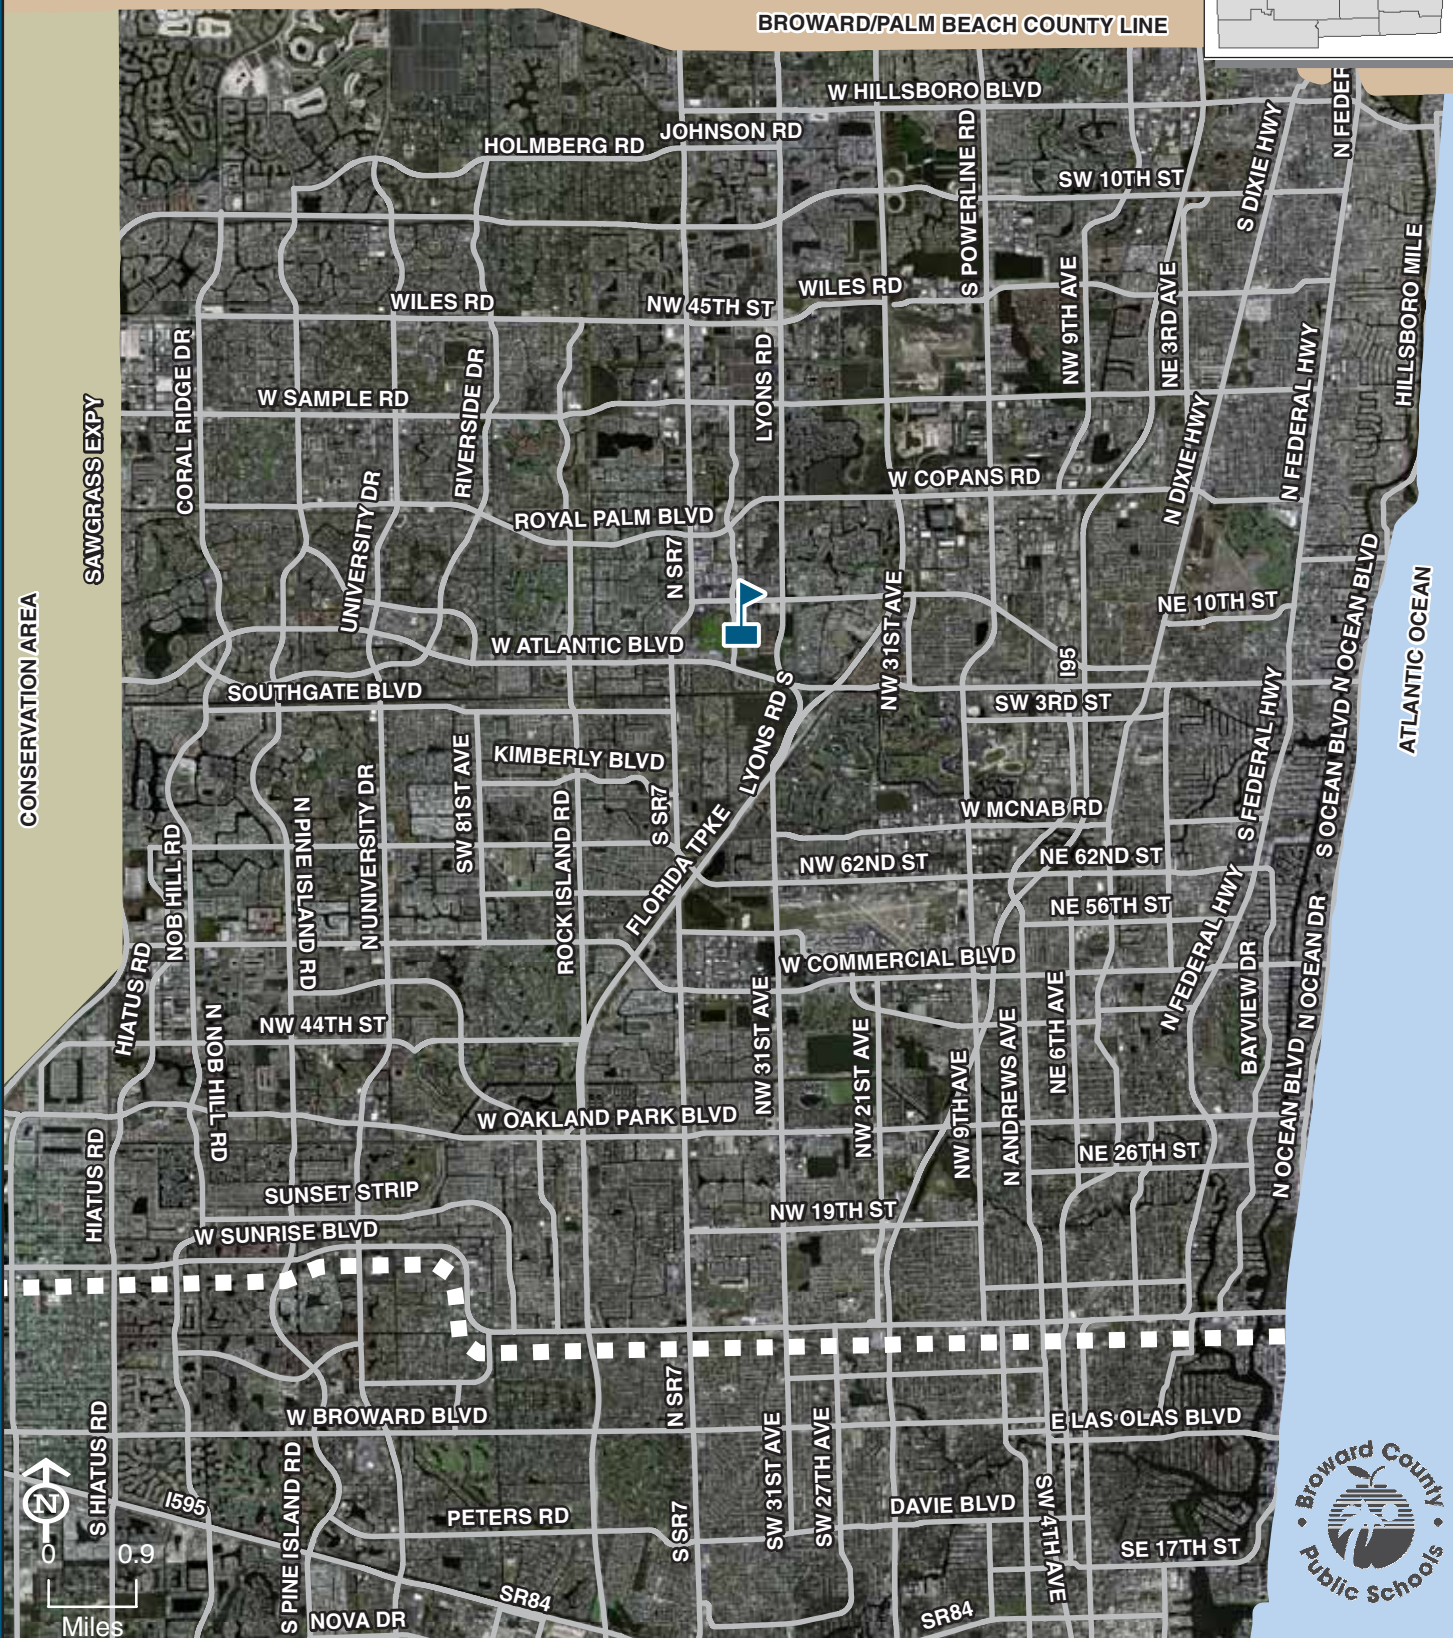 BROWARD/PALM BEACH COUNTY LINE
W HILLSBORO BLVD
N FEDER
JOHNSON RD
HOLMBERG RD
S POWERLINE RD
SW 10TH ST
S DIXIE HWY
HILLSBORO MILE
WILES RD
NW 45TH ST
WILES RD
NW 9TH AVE
NE 3RD AVE
CORAL RIDGE DR
RIVERSIDE DR
LYONS RD
N FEDERAL HWY
W SAMPLE RD
SAWGRASS EXPY
N DIXIE HWY
W COPANS RD
UNIVERSITY DR
ROYAL PALM BLVD
N SR7
NW 31ST AVE
NE 10TH ST
N OCEAN BLVD
ATLANTIC OCEAN
CONSERVATION AREA
W ATLANTIC BLVD
I95
SOUTHGATE BLVD
LYONS RD S
SW 3RD ST
S FEDERAL HWY
S OCEAN BLVD
KIMBERLY BLVD
SW 81ST AVE
N UNIVERSITY DR
N PINE ISLAND RD
NOB HILL RD
ROCK ISLAND RD
S SR7
FLORIDA TPKE
W MCNAB RD
NW 62ND ST
NE 62ND ST
NE 56TH ST
N FEDERAL HWY
W COMMERCIAL BLVD
BAYVIEW DR
N OCEAN DR
HIATUS RD
NW 44TH ST
N NOB HILL RD
NW 31ST AVE
NW 21ST AVE
NW 9TH AVE
N ANDREWS AVE
NE 6TH AVE
N OCEAN BLVD
W OAKLAND PARK BLVD
HIATUS RD
NE 26TH ST
N OCEAN BLVD
SUNSET STRIP
W SUNRISE BLVD
NW 19TH ST
N SR7
W BROWARD BLVD
E LAS OLAS BLVD
S HIATUS RD
S PINE ISLAND RD
SW 31ST AVE
SW 27TH AVE
I595
PETERS RD
S SR7
DAVIE BLVD
SW 4TH AVE
SE 17TH ST
N
0 0.9
Miles
SR84
NOVA DR
SR84
Broward County
Public Schools